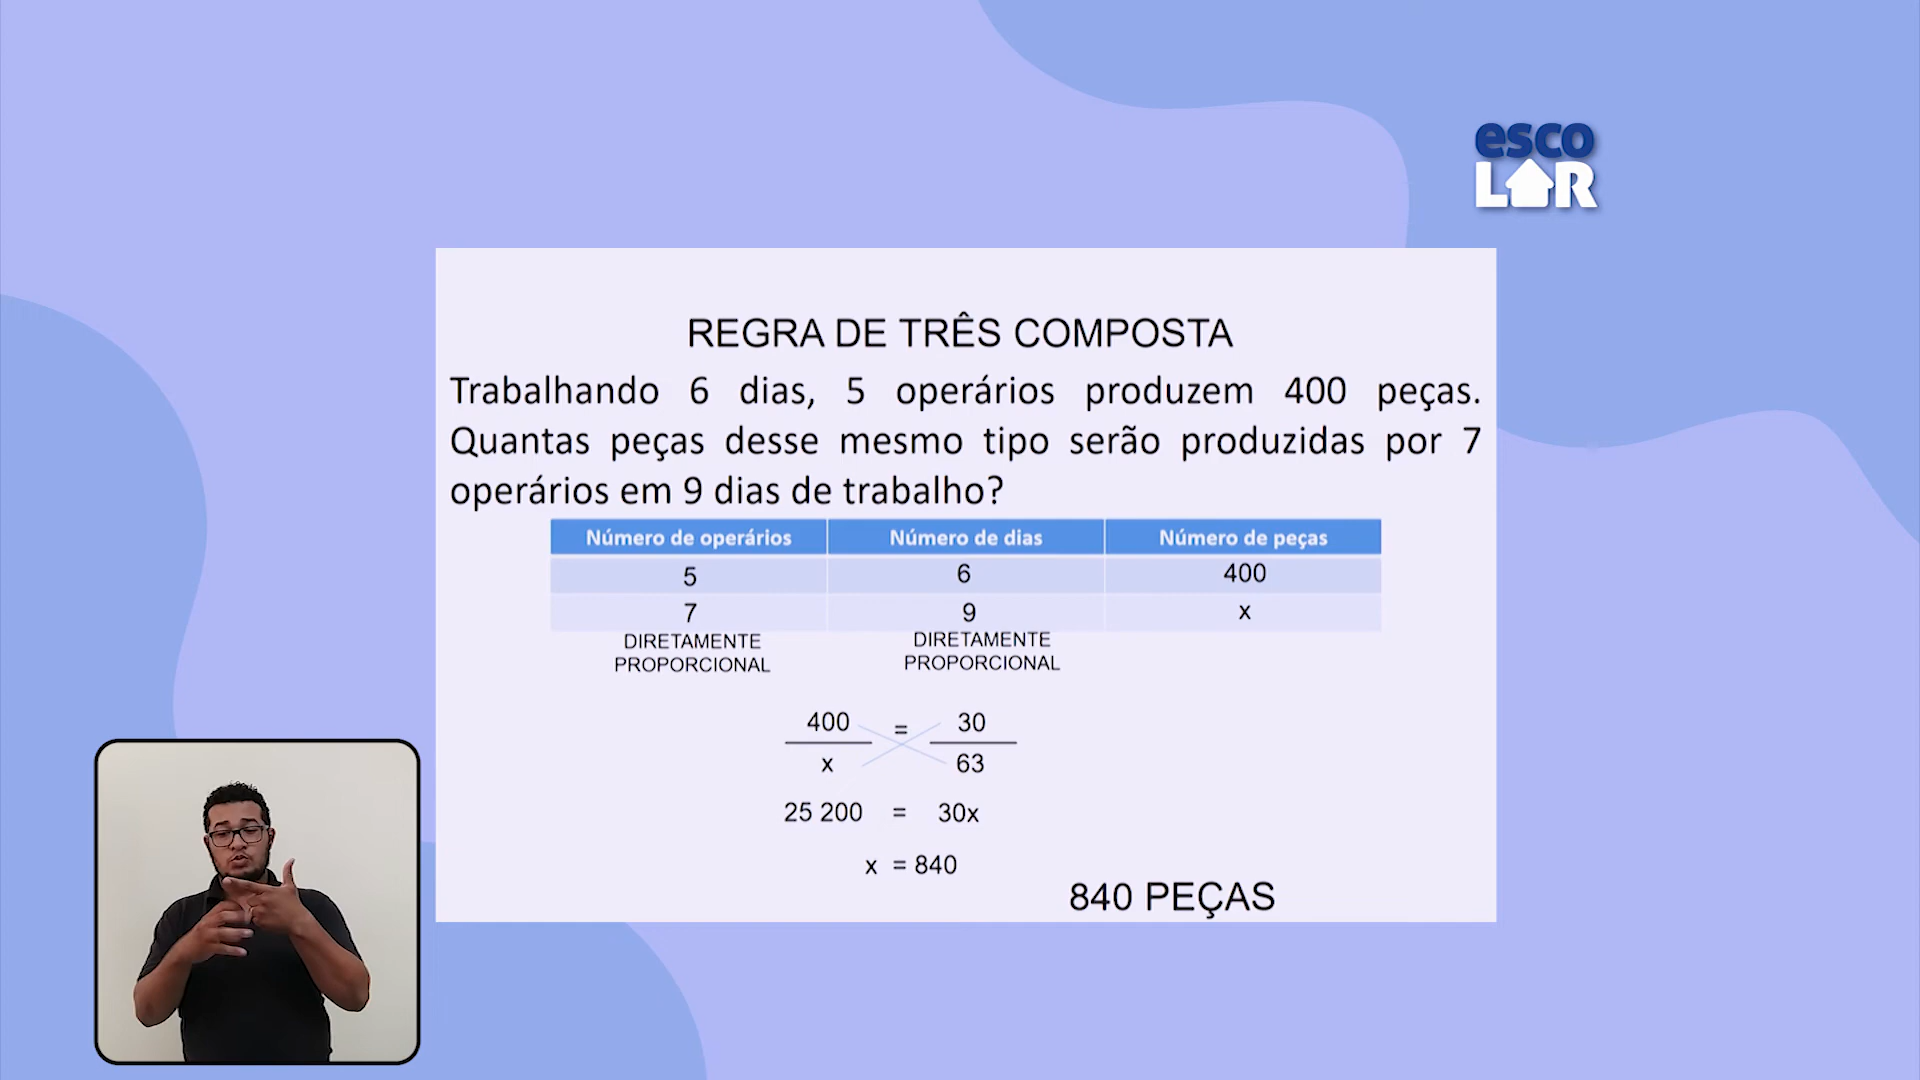 esco
LAR
REGRA DE TRÊS COMPOSTA
Trabalhando 6 dias, 5 operários produzem 400 peças.
Quantas peças desse mesmo tipo serão produzidas por 7
operários em 9 dias de trabalho?
Número de operários Número de dias Número de peças
5 6 400
7 9 x
DIRETAMENTE DIRETAMENTE
PROPORCIONAL PROPORCIONAL
400 = 30
x 63
25 200 = 30x
x = 840
840 PEÇAS